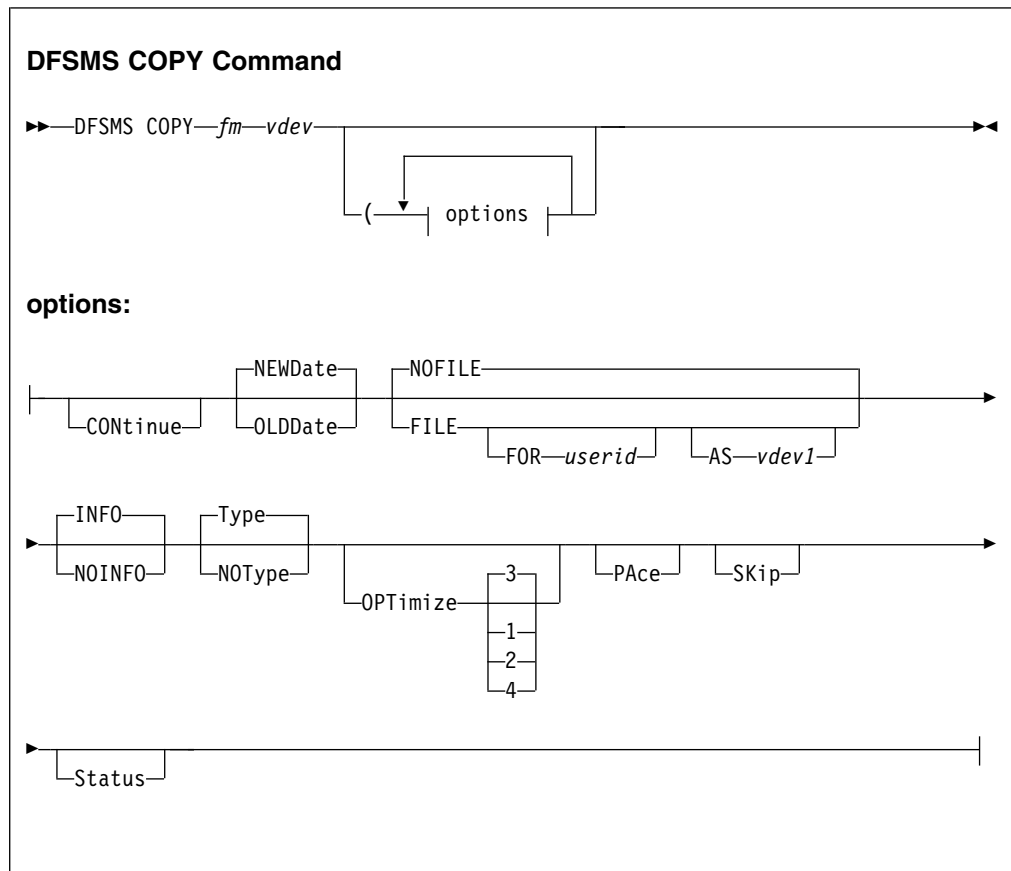 DFSMS COPY Command
DFSMS COPY fm vdev
( options
options:
NEWDate NOFILE
CONtinue OLDDate FILE
FOR userid AS vdev1
INFO Type
NOINFO NOType 3 PAce SKip
OPTimize
1
2
4
Status